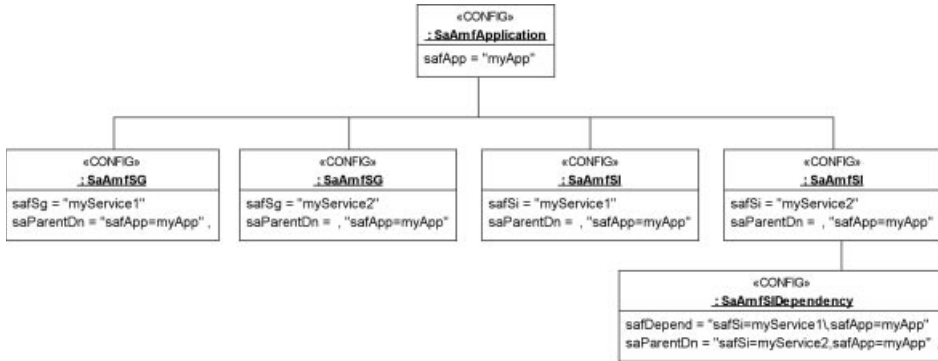 «CONFIG»
: SaAmfApplication
safApp = "myApp"
«CONFIG»
: SaAmfSG
safSg = "myService1"
saParentDn = "safApp=myApp" ,
«CONFIG»
: SaAmfSG
safSg = "myService2"
saParentDn = , "safApp=myApp"
«CONFIG»
: SaAmfSI
safSi = "myService1"
saParentDn = , "safApp=myApp"
«CONFIG»
: SaAmfSI
safSi = "myService2"
saParentDn = , "safApp=myApp"
«CONFIG»
: SaAmfSIDependency
safDepend = "safSi=myService1\,safApp=myApp"
saParentDn = "safSi=myService2,safApp=myApp" ,